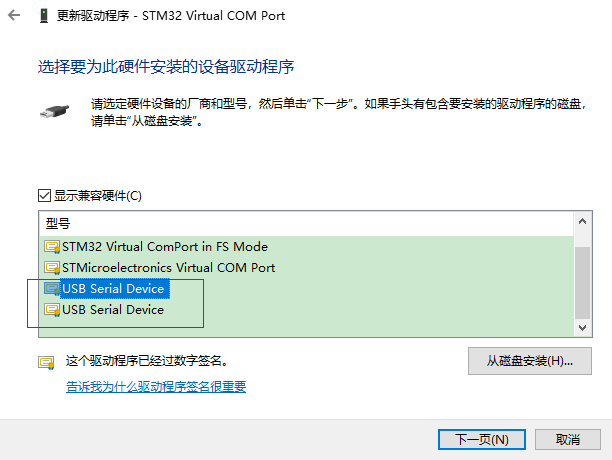 更新驱动程序 - STM32 Virtual COM Port
选择要为此硬件安装的设备驱动程序
请选定硬件设备的厂商和型号，然后单击“下一步”。如果手头有包含要安装的驱动程序的磁盘，
请单击“从磁盘安装”。
显示兼容硬件(C)
型号
STM32 Virtual ComPort in FS Mode
STMicroelectronics Virtual COM Port
USB Serial Device
USB Serial Device
这个驱动程序已经过数字签名。
从磁盘安装(H)...
告诉我为什么驱动程序签名很重要
下一页(N)
取消